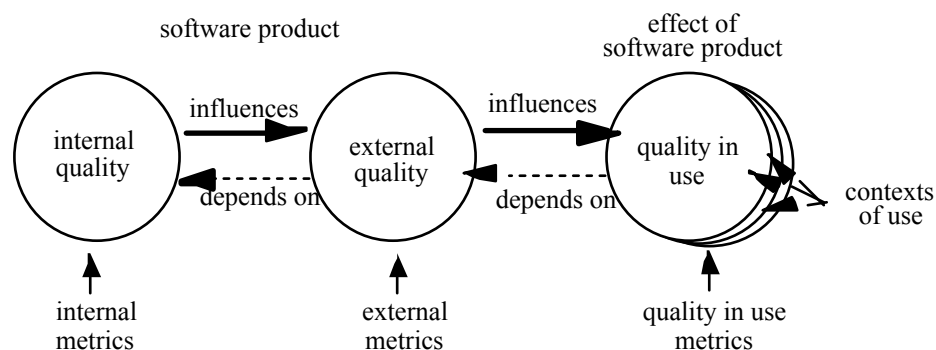 software product
effect of
software product
internal
quality
influences
depends on
external
quality
influences
depends on
quality in
use
contexts
of use
internal
metrics
external
metrics
quality in use
metrics